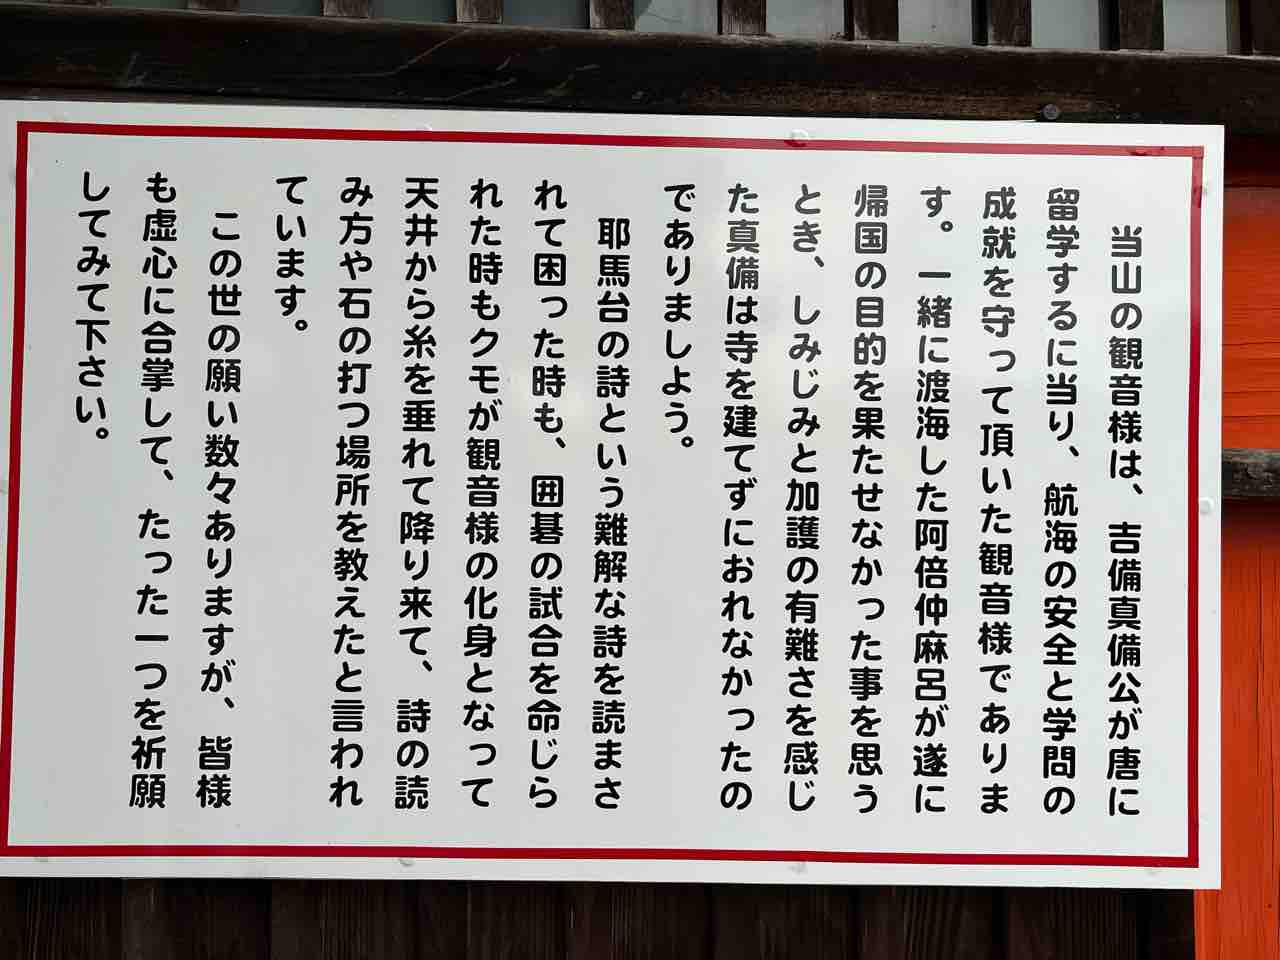 当山の観音様は、吉備真備公が唐に
留学するに当り、航海の安全と学問の
成就を守って頂いた観音様でありま
す。一緒に渡海した阿倍仲麻呂が遂に
帰国の目的を果たせなかった事を思う
とき、しみじみと加護の有難さを感じ
た真備は寺を建てずにおれなかったの
でありましよう。
耶馬台の詩という難解な詩を読まさ
れて困った時も、囲碁の試合を命じら
れた時もクモが観音様の化身となって
天井から糸を垂れて降り来て、詩の読
み方や石の打つ場所を教えたと言われ
ています。
この世の願い数々ありますが、皆様
も虚心に合掌して、たった一つを祈願
してみて下さい。